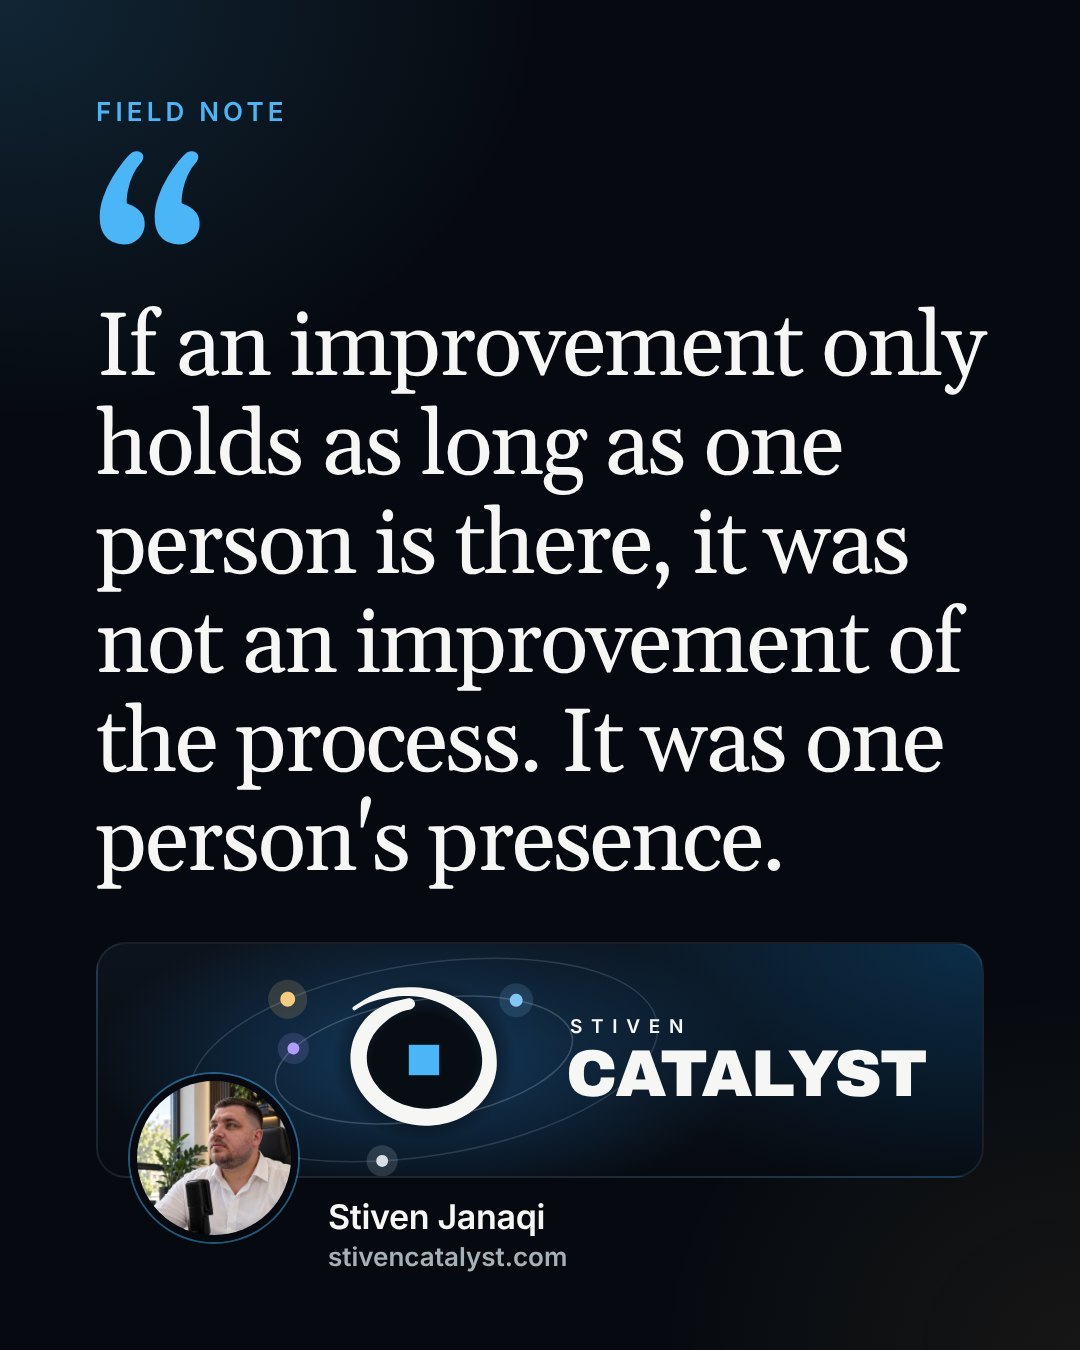 FIELD NOTE
“
If an improvement only
holds as long as one
person is there, it was
not an improvement of
the process. It was one
person's presence.
STIVEN
CATALYST
Stiven Janaqi
stivencatalyst.com